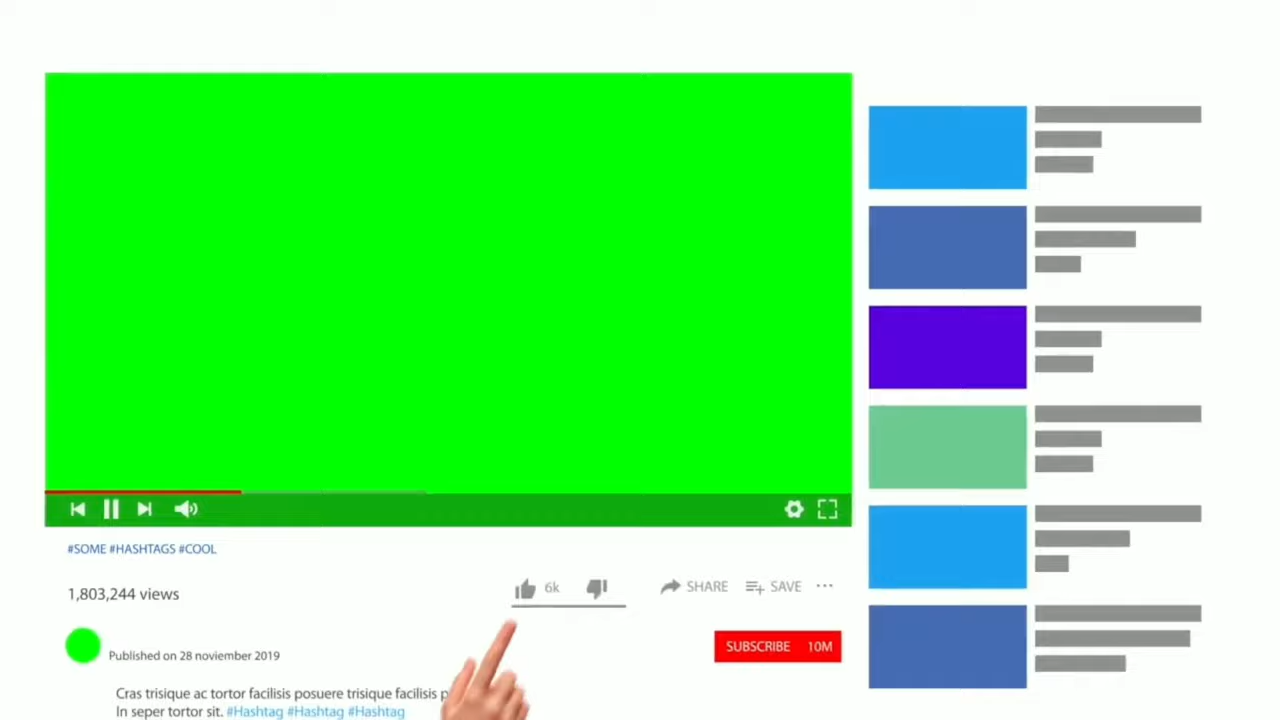 #SOME #HASHTAGS #COOL
1,803,244 views
6k
SHARE
SAVE
SUBSCRIBE 10M
Published on 28 noviember 2019
Cras trisique ac tortor facilisis posuere trisique facilisis p
In seper tortor sit. #Hashtag #Hashtag #Hashtag